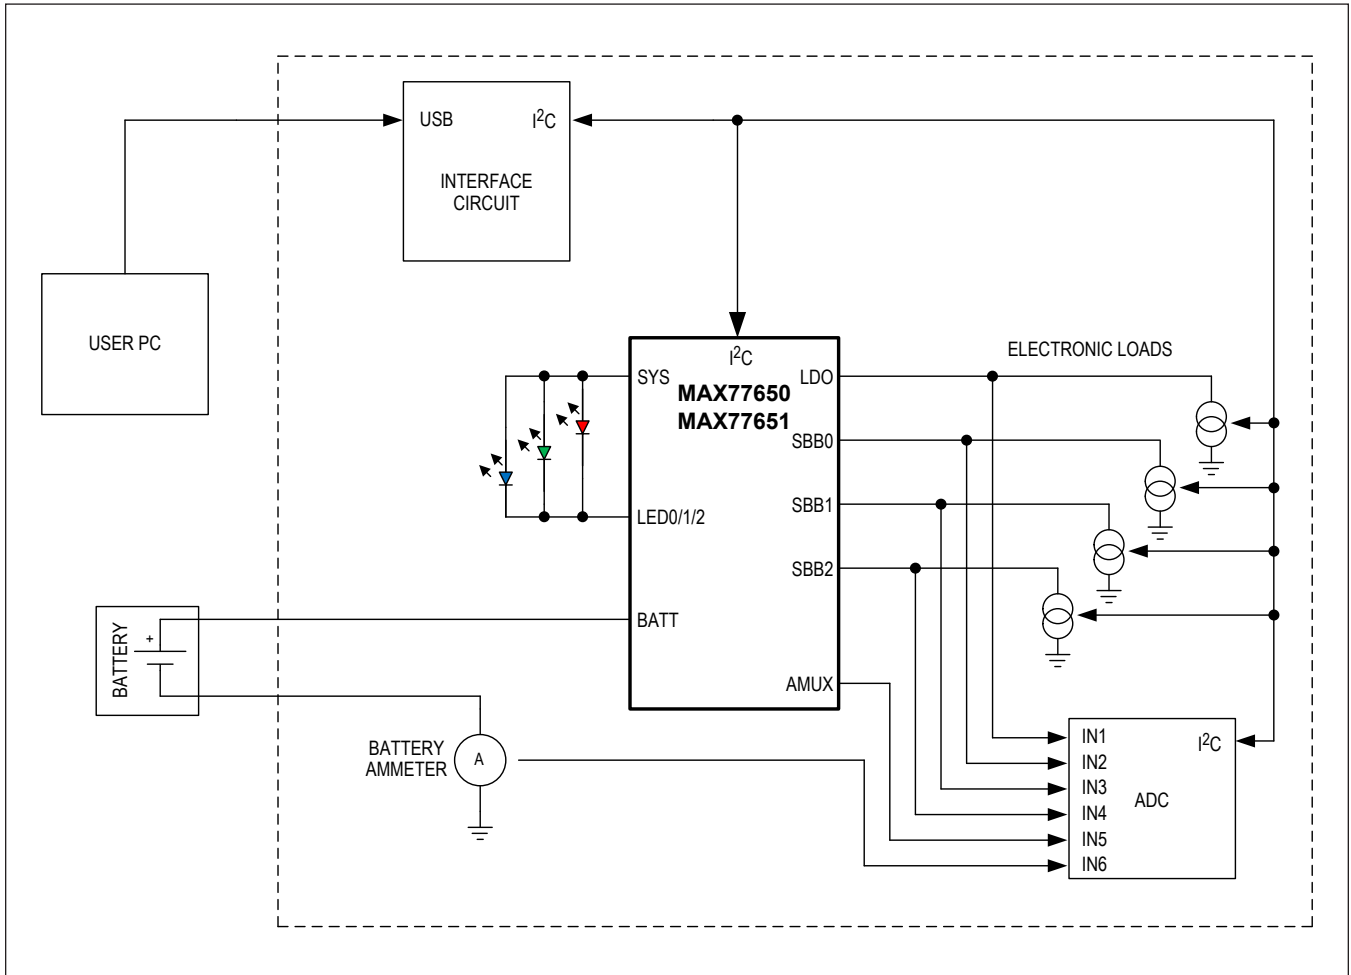 USB
I²C
INTERFACE
CIRCUIT
USER PC
I²C
MAX77650
MAX77651
SYS
LED0/1/2
BATT
LDO
SBB0
SBB1
SBB2
AMUX
ELECTRONIC LOADS
BATTERY
+
BATTERY
AMMETER
A
IN1
IN2
IN3
IN4
IN5
IN6
I²C
ADC